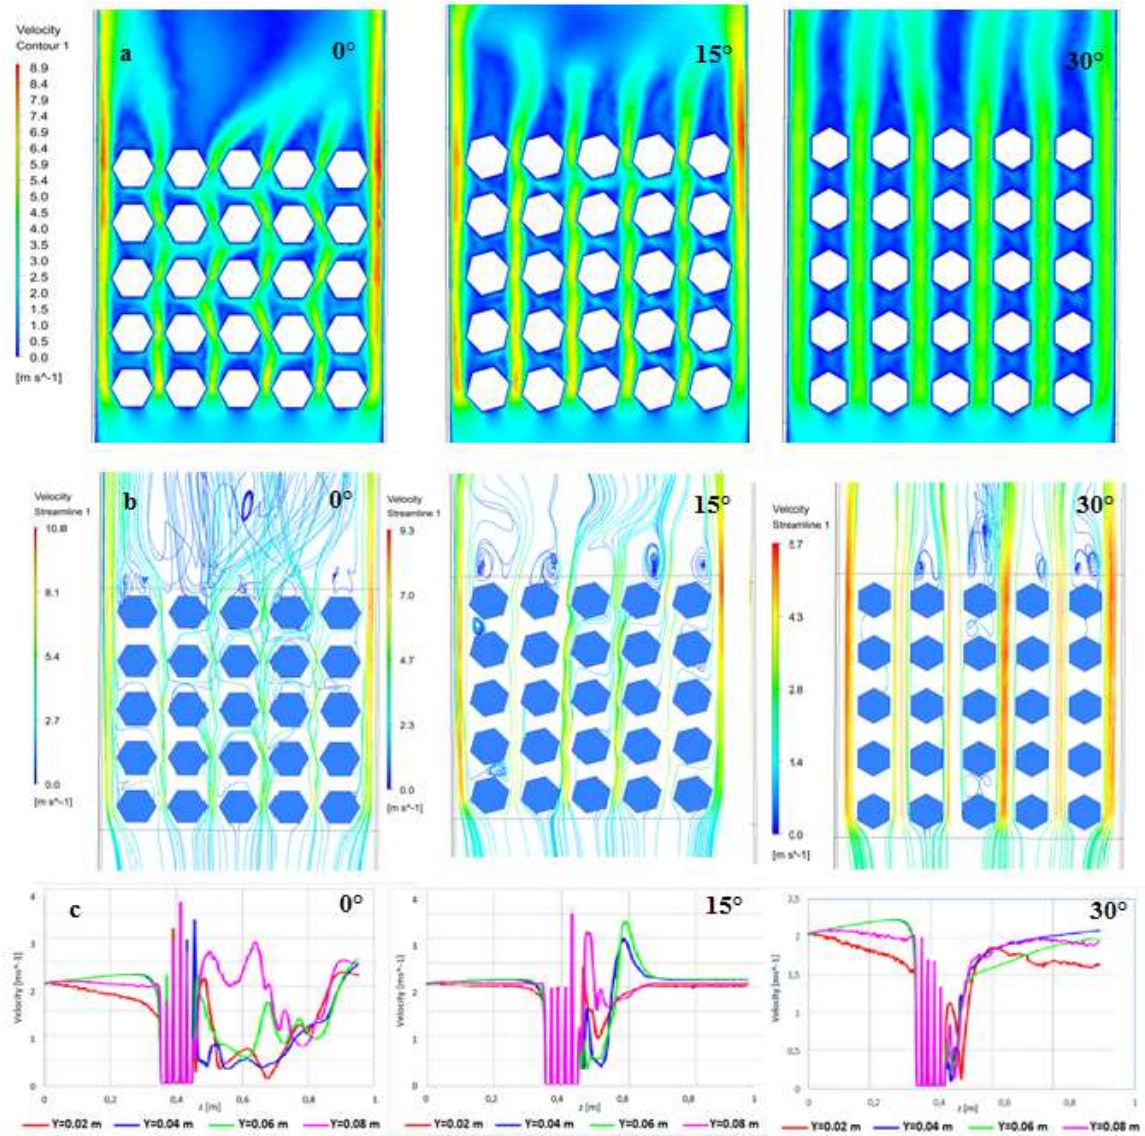 Velocity
Contour 1
8.9
8.4
7.9
7.4
6.9
6.4
5.9
5.4
5.0
4.5
4.0
3.5
3.0
2.5
2.0
1.5
1.0
0.5
0.0
[m s^-1]
a
0°
15°
30°
Velocity
Streamline 1
10.8
8.1
5.4
2.7
0.0
[m s^-1]
b
0°
Velocity
Streamline 1
9.3
7.0
4.7
2.3
0.0
[m s^-1]
15°
Velocity
Streamline 1
5.7
4.3
2.8
1.4
0.0
[m s^-1]
30°
c
0°
Velocity [ms^-1]
4
3
2
1
0
0 0,2 0,4 0,6 0,8 1
z [m]
Y=0.02 m Y=0.04 m Y=0.06 m Y=0.08 m
15°
Velocity [ms^-1]
4
3
2
1
0
0 0,2 0,4 0,6 0,8 1
z [m]
Y=0.02 m Y=0.04 m Y=0.06 m Y=0.08 m
30°
Velocity [ms^-1]
2,5
2
1,5
1
0,5
0
0 0,2 0,4 0,6 0,8 1
z [m]
Y=0.02 m Y=0.04 m Y=0.06 m Y=0.08 m